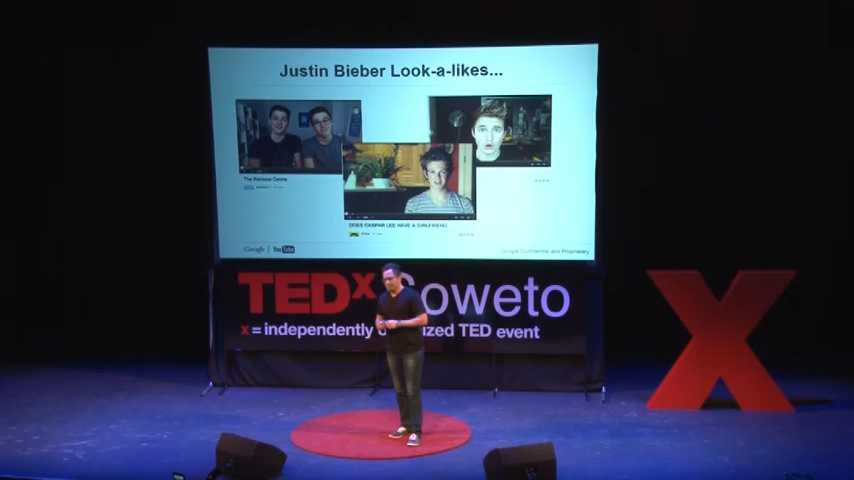 Justin Bieber Look-a-likes...
The Rainbow Centre
DOES CASPAR LEE HAVE A GIRLFRIEND
Google | YouTube
Google Confidential and Proprietary
TEDx Soweto
x = independently organized TED event
X